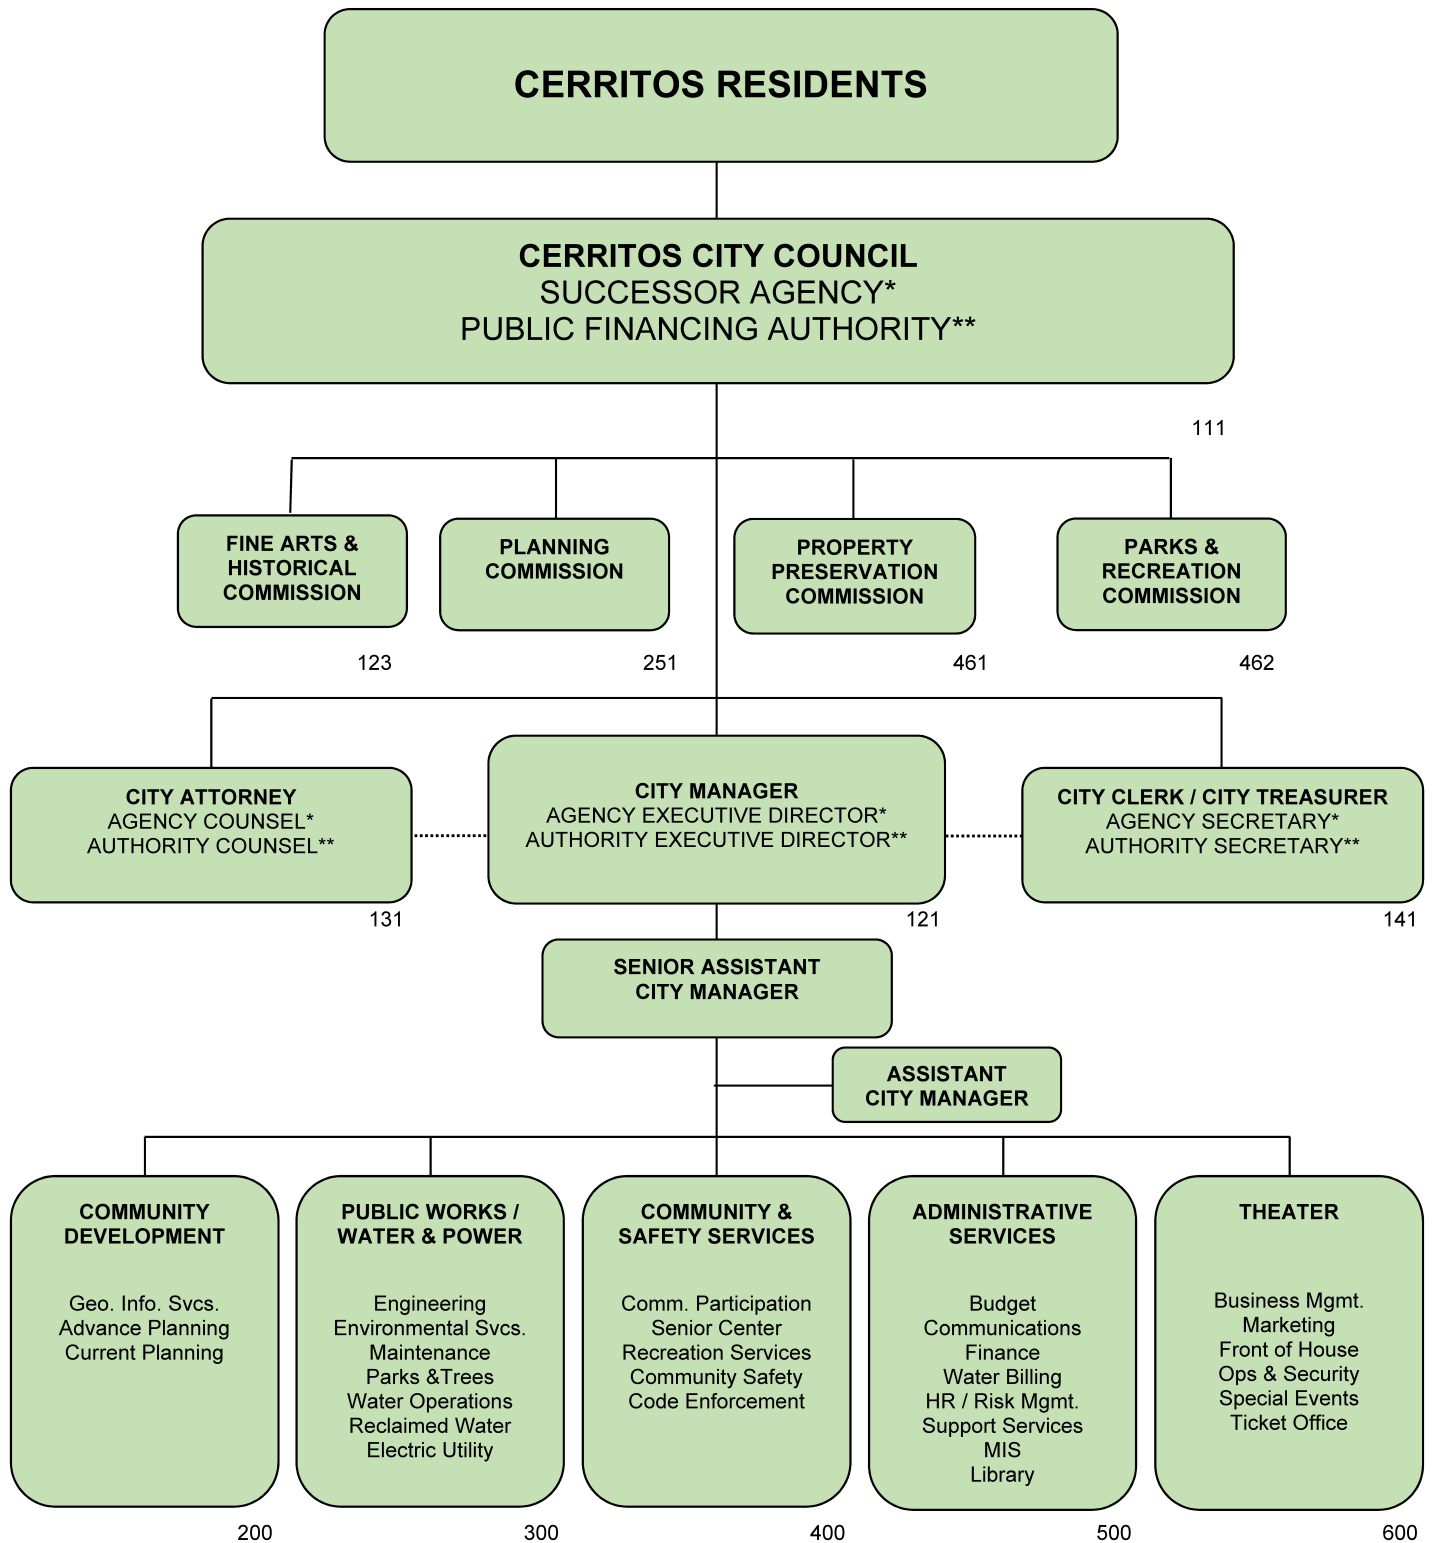 CERRITOS RESIDENTS
CERRITOS CITY COUNCIL
SUCCESSOR AGENCY*
PUBLIC FINANCING AUTHORITY**
111
FINE ARTS &
HISTORICAL
COMMISSION
123
PLANNING
COMMISSION
251
PROPERTY
PRESERVATION
COMMISSION
461
PARKS &
RECREATION
COMMISSION
462
CITY ATTORNEY
AGENCY COUNSEL*
AUTHORITY COUNSEL**
131
CITY MANAGER
AGENCY EXECUTIVE DIRECTOR*
AUTHORITY EXECUTIVE DIRECTOR**
121
CITY CLERK / CITY TREASURER
AGENCY SECRETARY*
AUTHORITY SECRETARY**
141
SENIOR ASSISTANT
CITY MANAGER
ASSISTANT
CITY MANAGER
COMMUNITY
DEVELOPMENT
Geo. Info. Svcs.
Advance Planning
Current Planning
200
PUBLIC WORKS /
WATER & POWER
Engineering
Environmental Svcs.
Maintenance
Parks &Trees
Water Operations
Reclaimed Water
Electric Utility
300
COMMUNITY &
SAFETY SERVICES
Comm. Participation
Senior Center
Recreation Services
Community Safety
Code Enforcement
400
ADMINISTRATIVE
SERVICES
Budget
Communications
Finance
Water Billing
HR / Risk Mgmt.
Support Services
MIS
Library
500
THEATER
Business Mgmt.
Marketing
Front of House
Ops & Security
Special Events
Ticket Office
600